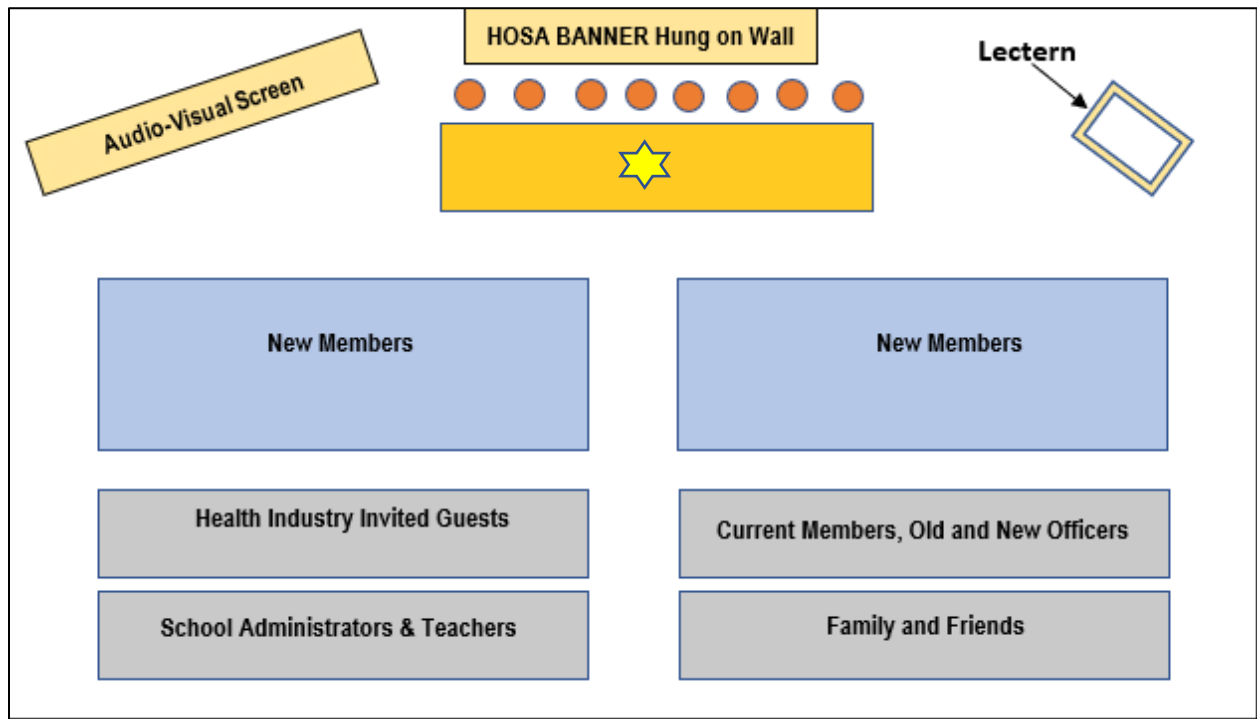 HOSA BANNER Hung on Wall
Audio-Visual Screen
Lectern
New Members
New Members
Health Industry Invited Guests
Current Members, Old and New Officers
School Administrators & Teachers
Family and Friends